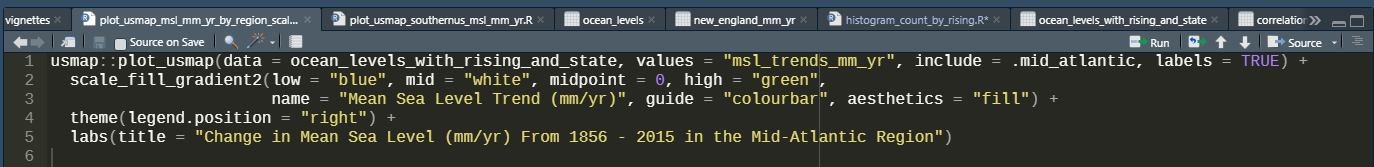 vignettes × plot_usmap_msl_mm_yr_by_region_scal... × plot_usmap_southernus_msl_mm_yr.R × ocean_levels × new_england_mm_yr × histogram_count_by_rising.R* × ocean_levels_with_rising_and_state × correlation
Source on Save Run Source
1 usmap::plot_usmap(data = ocean_levels_with_rising_and_state, values = "msl_trends_mm_yr", include = .mid_atlantic, labels = TRUE) +
2 scale_fill_gradient2(low = "blue", mid = "white", midpoint = 0, high = "green",
3 name = "Mean Sea Level Trend (mm/yr)", guide = "colourbar", aesthetics = "fill") +
4 theme(legend.position = "right") +
5 labs(title = "Change in Mean Sea Level (mm/yr) From 1856 - 2015 in the Mid-Atlantic Region")
6